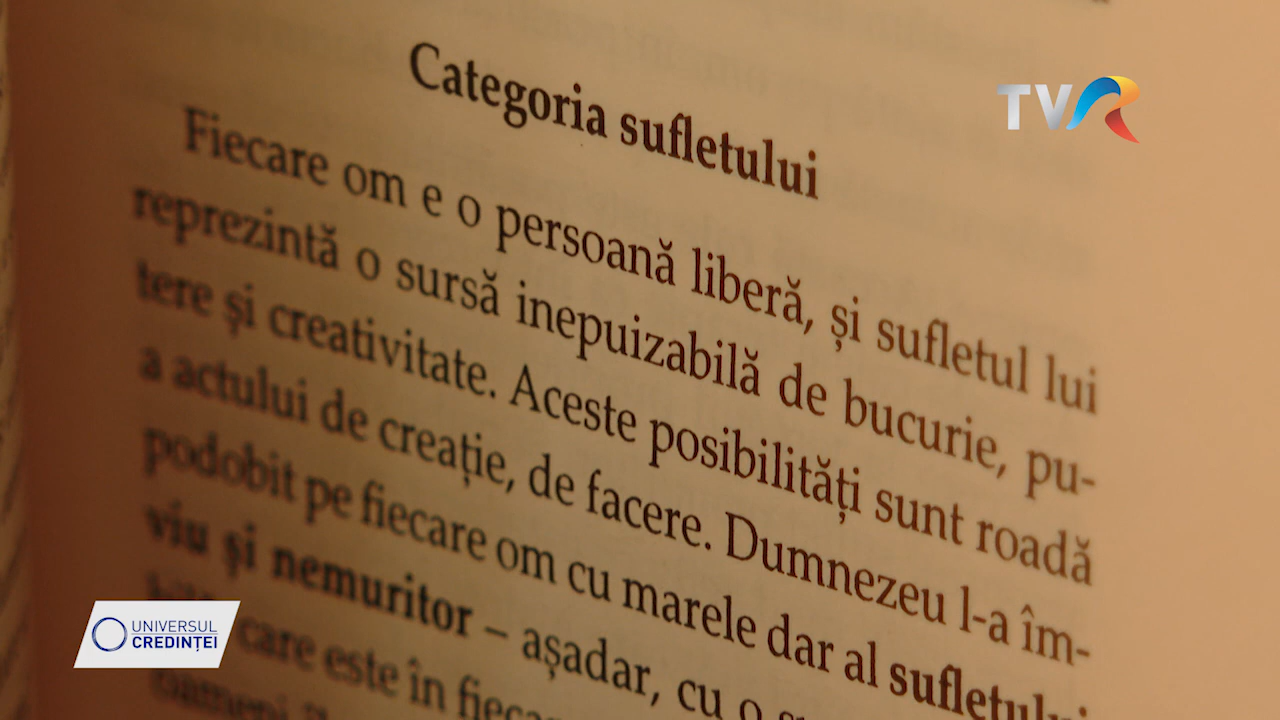 Categoria sufletului
TVR
Fiecare om e o persoană liberă, și sufletul lui
reprezintă o sursă inepuizabilă de bucurie, pu-
tere și creativitate. Aceste posibilități sunt roadă
a actului de creație, de facere. Dumnezeu l-a îm-
podobit pe fiecare om cu marele dar al sufletului
viu și nemuritor – așadar, cu o
care este în
UNIVERSUL
CREDINȚEI